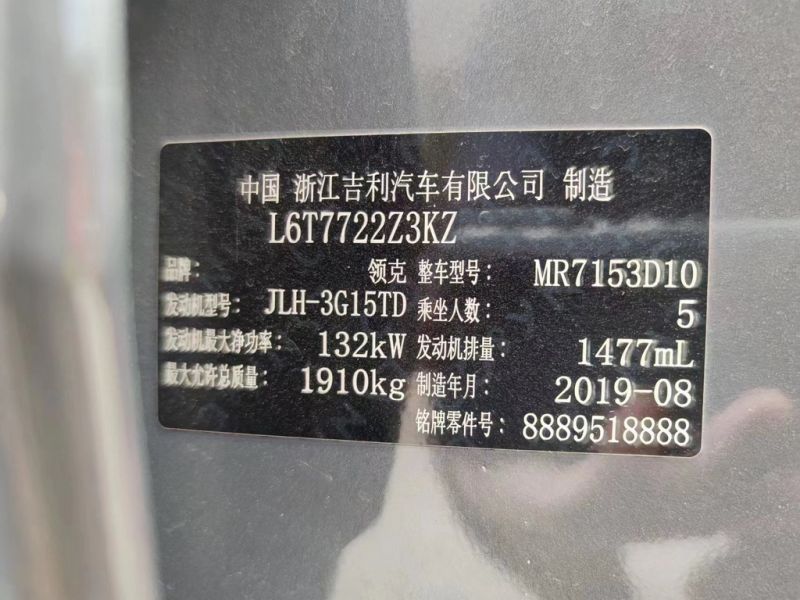 中国 浙江吉利汽车有限公司 制造
L6T7722Z3KZ
品牌： 领克 整车型号： MR7153D10
发动机型号： JLH-3G15TD 乘坐人数： 5
发动机最大净功率： 132kW 发动机排量： 1477mL
最大允许总质量： 1910kg 制造年月： 2019-08
铭牌零件号： 8889518888